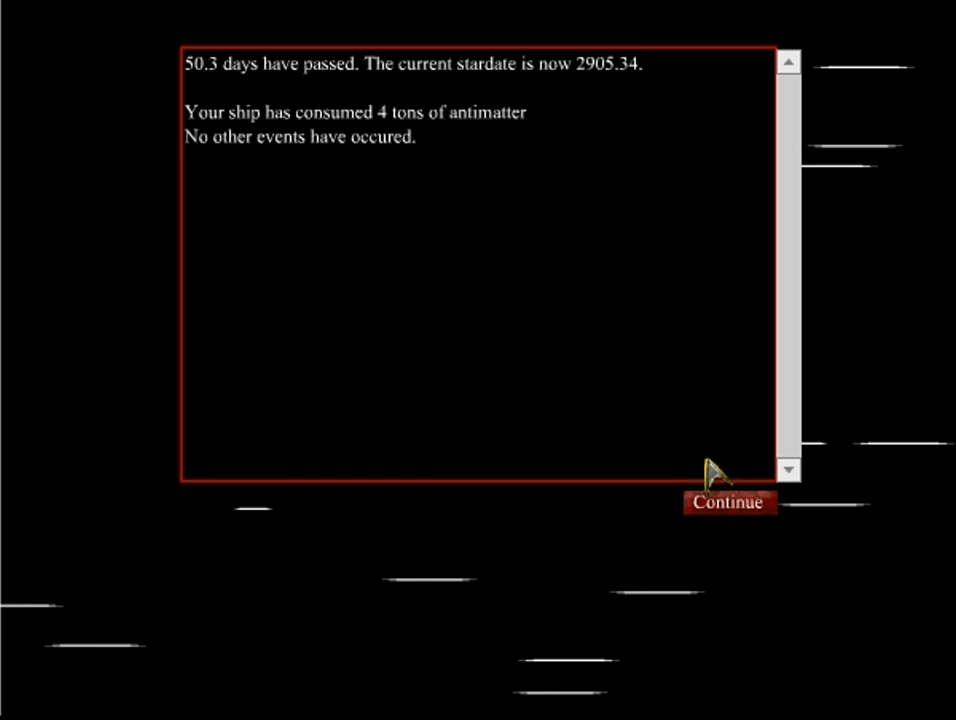 50.3 days have passed. The current stardate is now 2905.34.
Your ship has consumed 4 tons of antimatter
No other events have occured.
Continue